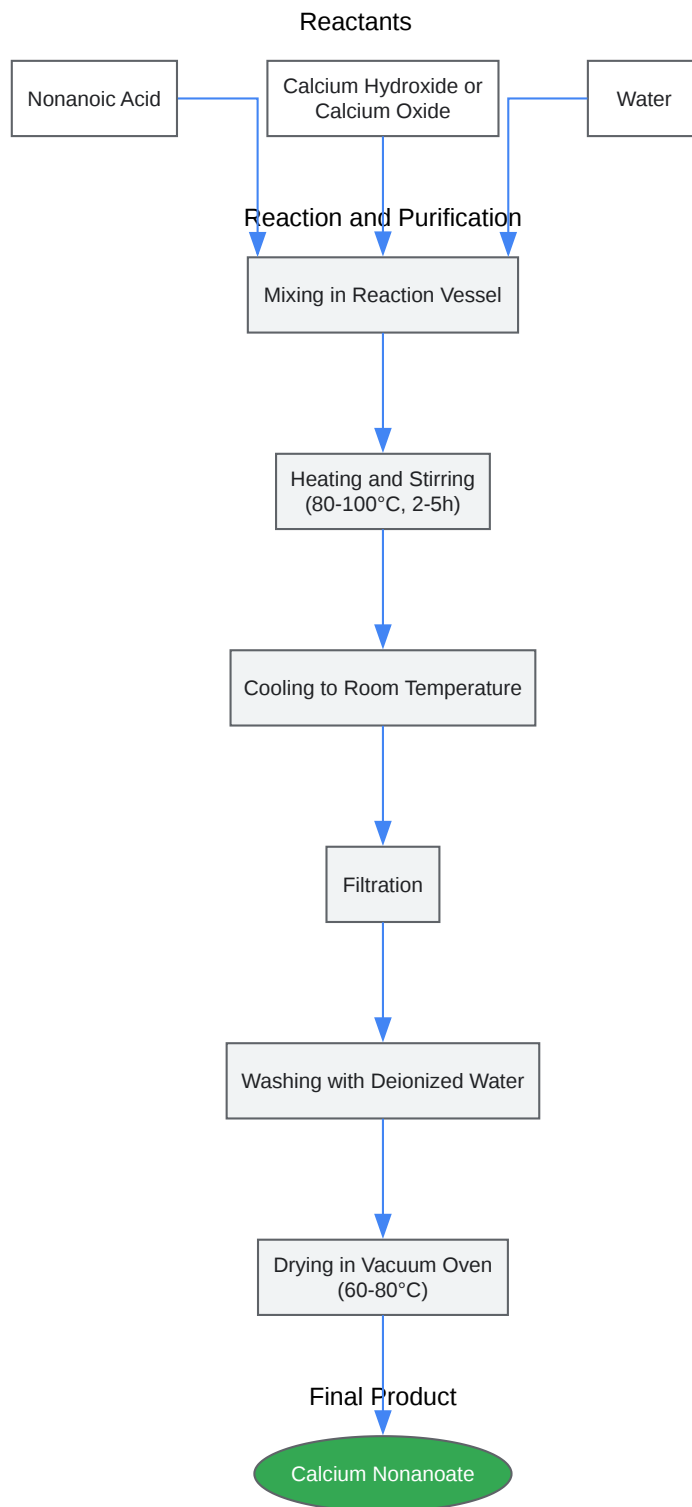 Reactants
Nonanoic Acid
Calcium Hydroxide or
Calcium Oxide
Water
Reaction and Purification
Mixing in Reaction Vessel
Heating and Stirring
(80-100°C, 2-5h)
Cooling to Room Temperature
Filtration
Washing with Deionized Water
Drying in Vacuum Oven
(60-80°C)
Final Product
Calcium Nonanoate